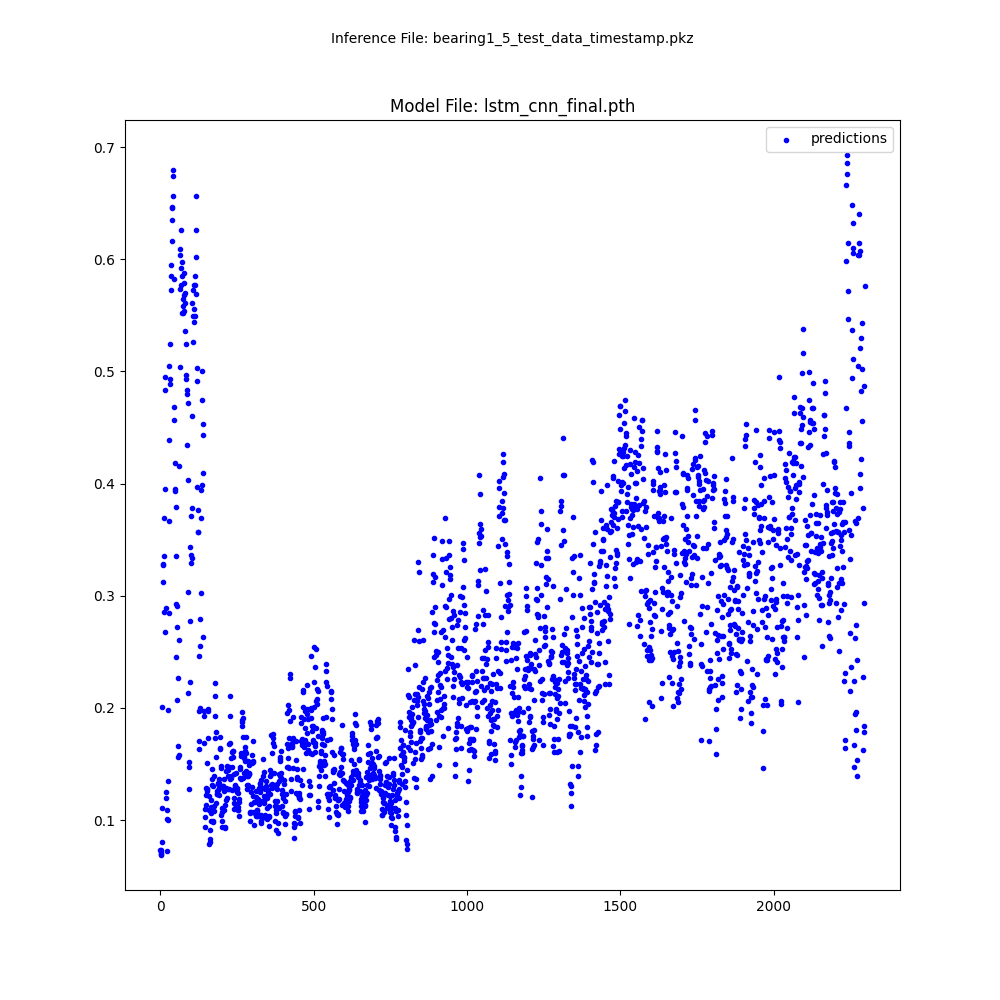 Inference File: bearing1_5_test_data_timestamp.pkz
Model File: lstm_cnn_final.pth
predictions
0.7
0.6
0.5
0.4
0.3
0.2
0.1
0 500 1000 1500 2000